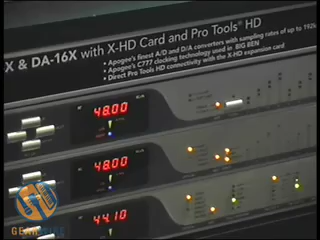 X & DA-16X with X-HD Card and Pro Tools® HD
• Apogee's finest A/D and D/A converters with sampling rates of up to 192k
• Apogee's C777 clocking technology used in BIG BEN
• Direct Pro Tools HD connectivity with the X-HD expansion card
48.00
48.00
44.10
GEAR